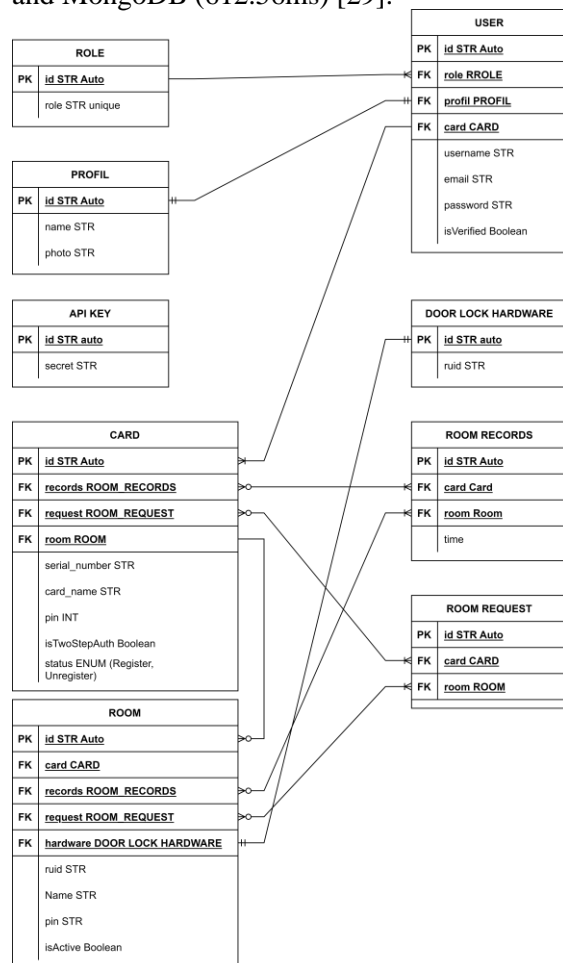 and MongoDB (612.58ms) [29].
ROLE
PK id STR Auto
role STR unique
PROFIL
PK id STR Auto
name STR
photo STR
API KEY
PK id STR auto
secret STR
CARD
PK id STR Auto
FK records ROOM_RECORDS
FK request ROOM_REQUEST
FK room ROOM
serial_number STR
card_name STR
pin INT
isTwoStepAuth Boolean
status ENUM (Register,
Unregister)
ROOM
PK id STR Auto
FK card CARD
FK records ROOM_RECORDS
FK request ROOM_REQUEST
FK hardware DOOR LOCK HARDWARE
ruid STR
Name STR
pin STR
isActive Boolean
USER
PK id STR Auto
FK role RROLE
FK profil PROFIL
FK card CARD
username STR
email STR
password STR
isVerified Boolean
DOOR LOCK HARDWARE
PK id STR auto
ruid STR
ROOM RECORDS
PK id STR Auto
FK card Card
FK room Room
time
ROOM REQUEST
PK id STR Auto
FK card CARD
FK room ROOM